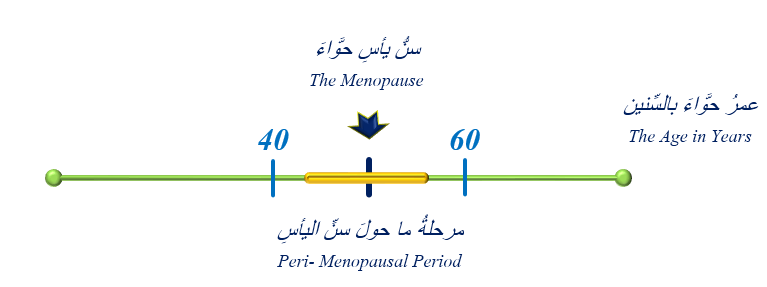 سنُّ يأسِ حوَّاءَ
The Menopause
عمرُ حوَّاءَ بالسِّنين
The Age in Years
40
60
مرحلةُ ما حولَ سنِّ اليأسِ
Peri- Menopausal Period